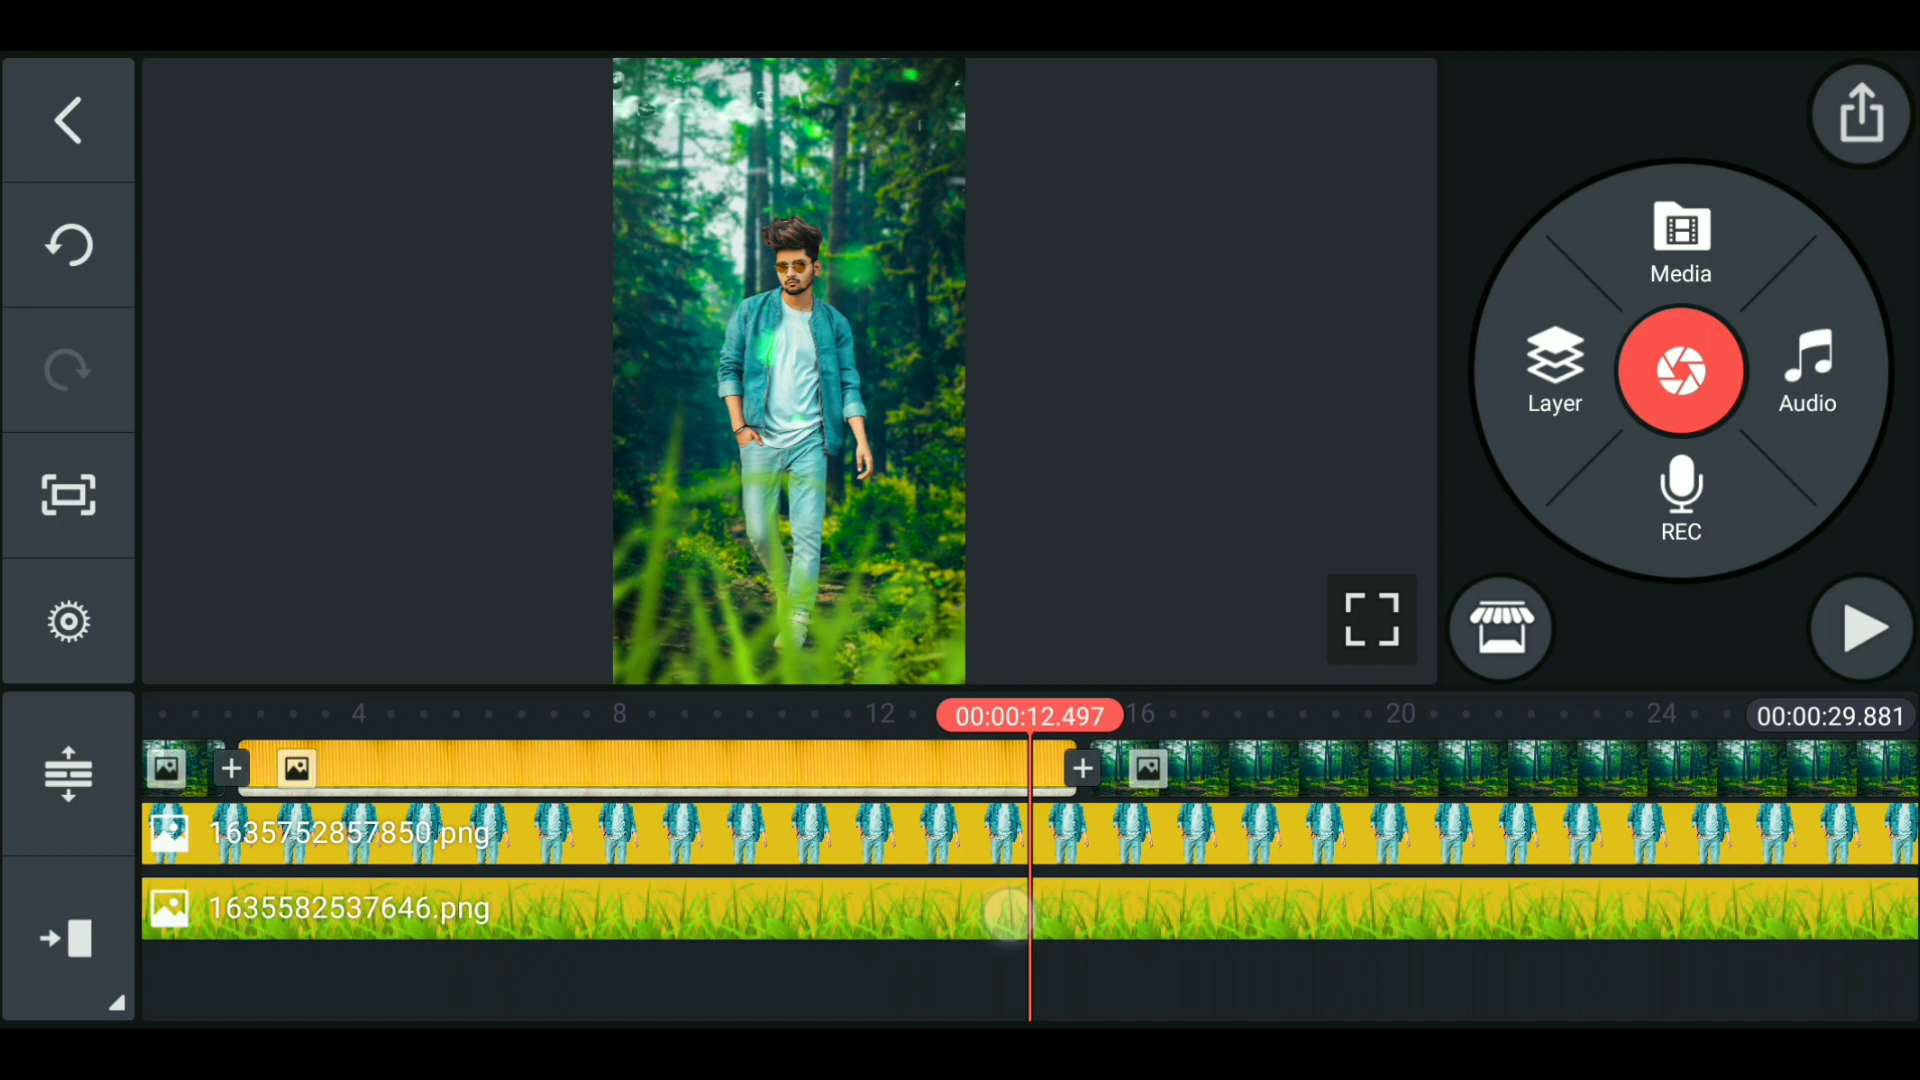 Media
Layer
Audio
REC
4
8
12
00:00:12.497
16
20
24
00:00:29.881
1635752857850.png
1635582537646.png